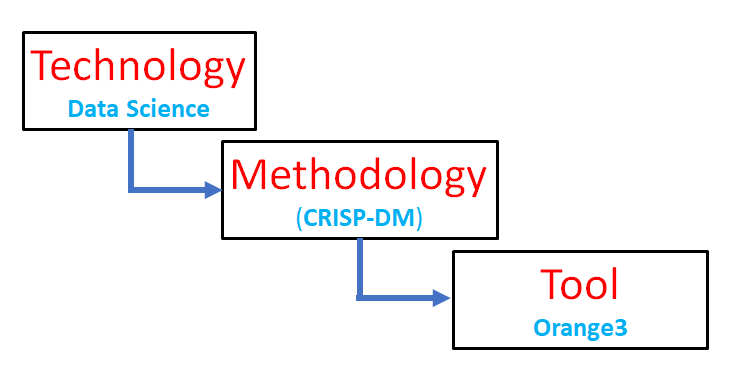 Technology
Data Science
Methodology
(CRISP-DM)
Tool
Orange3